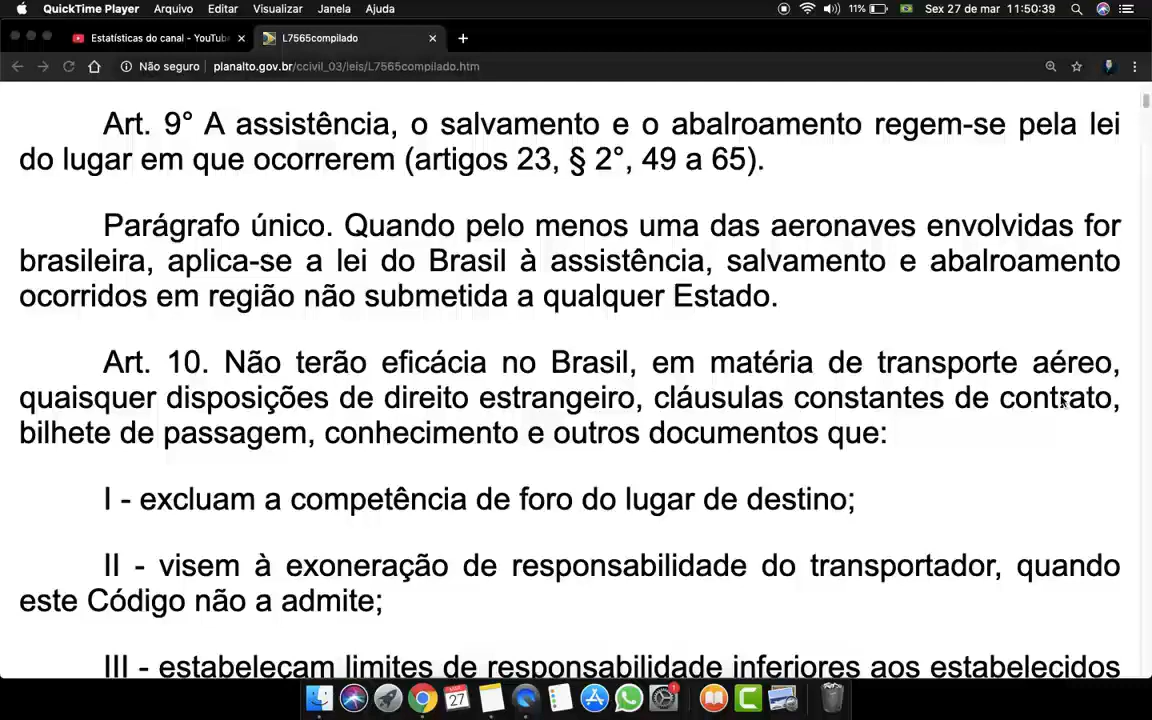 QuickTime Player Arquivo Editar Visualizar Janela Ajuda 11% Sex 27 de mar 11:50:39
Estatísticas do canal - YouTub L7565compilado
Não seguro planalto.gov.br/ccivil_03/leis/L7565compilado.htm
Art. 9° A assistência, o salvamento e o abalroamento regem-se pela lei
do lugar em que ocorrerem (artigos 23, § 2°, 49 a 65).
Parágrafo único. Quando pelo menos uma das aeronaves envolvidas for
brasileira, aplica-se a lei do Brasil à assistência, salvamento e abalroamento
ocorridos em região não submetida a qualquer Estado.
Art. 10. Não terão eficácia no Brasil, em matéria de transporte aéreo,
quaisquer disposições de direito estrangeiro, cláusulas constantes de contrato,
bilhete de passagem, conhecimento e outros documentos que:
I - excluam a competência de foro do lugar de destino;
II - visem à exoneração de responsabilidade do transportador, quando
este Código não a admite;
III - estabeleçam limites de responsabilidade inferiores aos estabelecidos
27
1